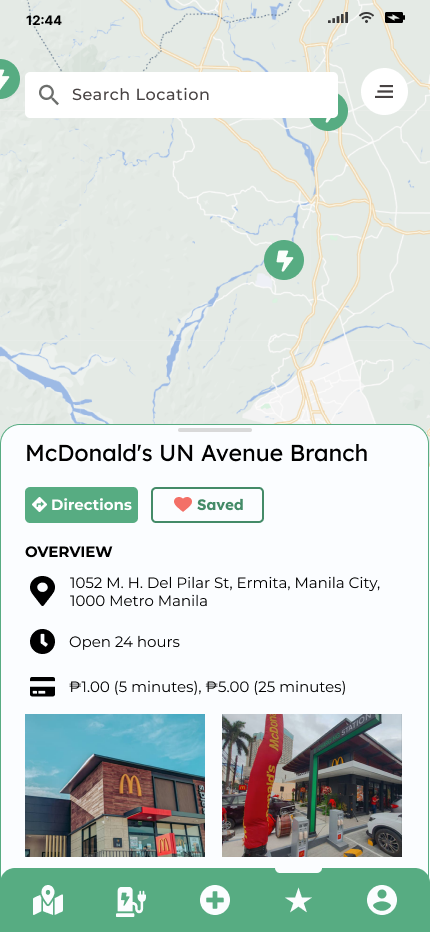 12:44
Search Location
McDonald's UN Avenue Branch
Directions
Saved
OVERVIEW
1052 M. H. Del Pilar St, Ermita, Manila City,
1000 Metro Manila
Open 24 hours
₱1.00 (5 minutes), ₱5.00 (25 minutes)
STATION